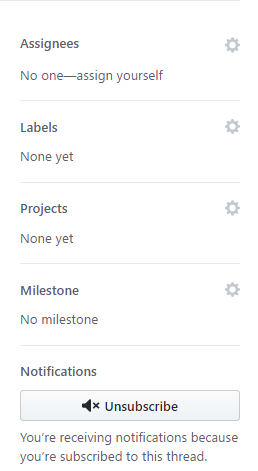 Assignees
No one—assign yourself
Labels
None yet
Projects
None yet
Milestone
No milestone
Notifications
Unsubscribe
You’re receiving notifications because
you’re subscribed to this thread.